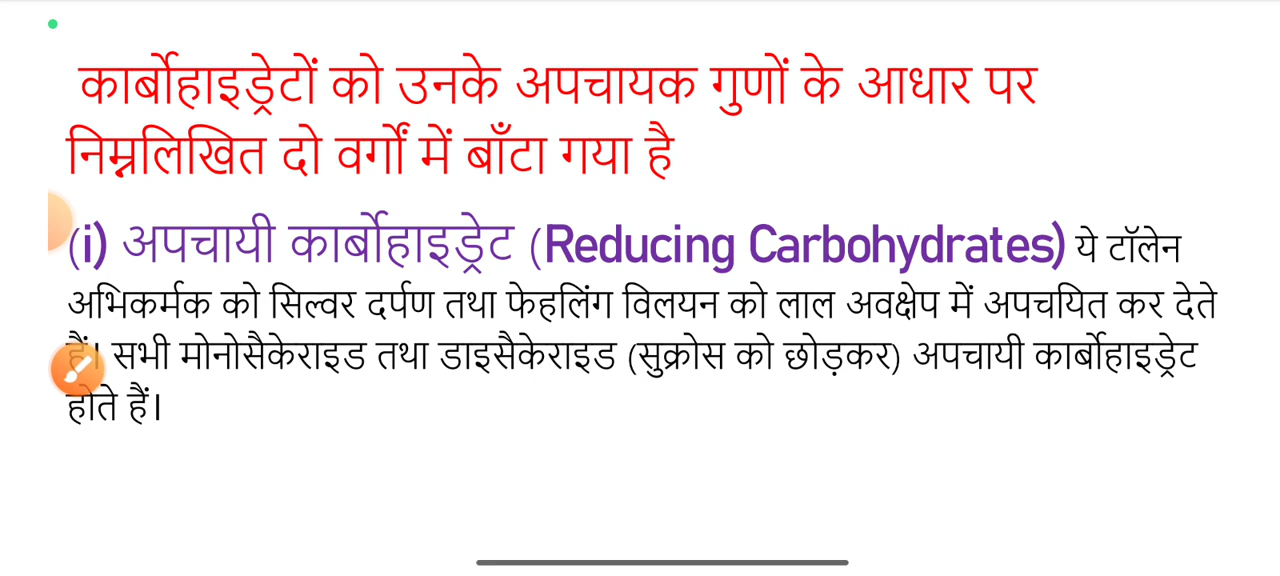 कार्बोहाइड्रेटों को उनके अपचायक गुणों के आधार पर
निम्नलिखित दो वर्गों में बाँटा गया है
(i) अपचायी कार्बोहाइड्रेट (Reducing Carbohydrates) ये टॉलेन
अभिकर्मक को सिल्वर दर्पण तथा फेहलिंग विलयन को लाल अवक्षेप में अपचयित कर देते
हैं। सभी मोनोसैकेराइड तथा डाइसैकेराइड (सुक्रोस को छोड़कर) अपचायी कार्बोहाइड्रेट
होते हैं।